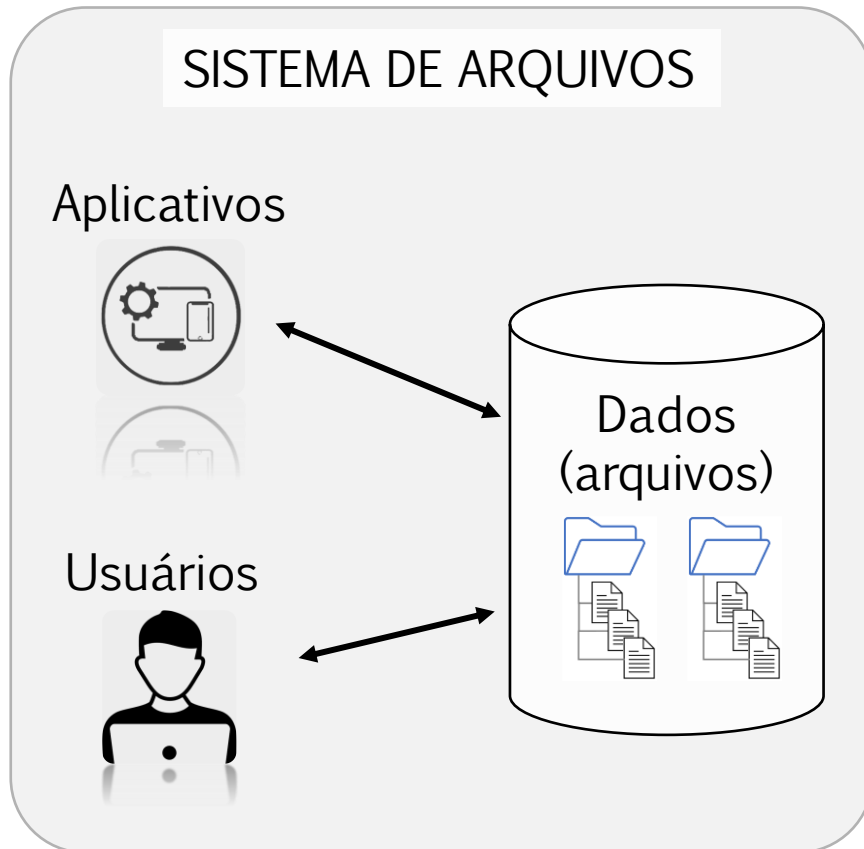 SISTEMA DE ARQUIVOS
Aplicativos
Dados
(arquivos)
Usuários